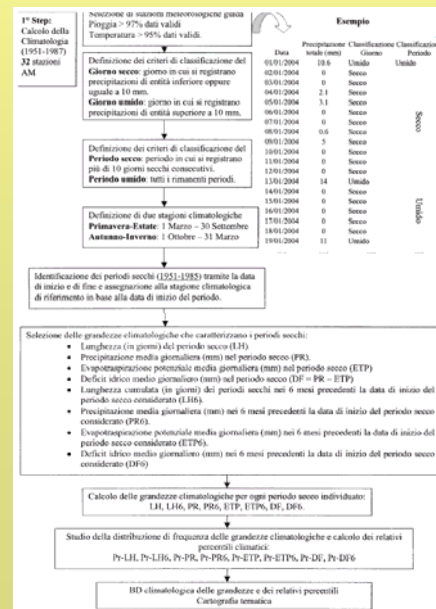 1° Step:
Calcolo della
Climatologia
(1951-1987)
32 stazioni
AM
Selezione di stazioni meteorologiche guida
Pioggia > 97% dati validi.
Temperatura > 95% dati validi.
Definizione dei criteri di classificazione del
Giorno secco: giorno in cui si registrano
precipitazioni di entità inferiore oppure
uguale a 10 mm.
Giorno umido: giorno in cui si registrano
precipitazioni di entità superiore a 10 mm.
Definizione dei criteri di classificazione del
Periodo secco: periodo in cui si registrano
più di 10 giorni secchi consecutivi.
Periodo umido: tutti i rimanenti periodi.
Definizione di due stagioni climatologiche
Primavera-Estate: 1 Marzo – 30 Settembre
Autunno-Inverno: 1 Ottobre – 31 Marzo
Esempio
Data Precipitazione totale (mm) Classificazione Giorno Classificazione Periodo
01/01/2004 10.6 Umido Umido
02/01/2004 0 Secco
03/01/2004 0 Secco
04/01/2004 2.1 Secco
05/01/2004 3.1 Secco
06/01/2004 0 Secco
07/01/2004 0 Secco
08/01/2004 0.6 Secco
09/01/2004 5 Secco
10/01/2004 0 Secco
11/01/2004 0 Secco
12/01/2004 0 Secco
13/01/2004 14 Umido
14/01/2004 0 Secco
15/01/2004 0 Secco
16/01/2004 0 Secco
17/01/2004 0 Secco
18/01/2004 0 Secco
19/01/2004 11 Umido
Secco
Umido
Identificazione dei periodi secchi (1951-1985) tramite la data
di inizio e di fine e assegnazione alla stagione climatologica
di riferimento in base alla data di inizio del periodo.
Selezione delle grandezze climatologiche che caratterizzano i periodi secchi:
• Lunghezza (in giorni) del periodo secco (LH).
• Precipitazione media giornaliera (mm) nel periodo secco (PR).
• Evapotraspirazione potenziale media giornaliera (mm) nel periodo secco (ETP)
• Deficit idrico medio giornaliero (mm) nel periodo secco (DF = PR – ETP)
• Lunghezza cumulata (in giorni) dei periodi secchi nei 6 mesi precedenti la data di inizio del
periodo secco considerato (LH6).
• Precipitazione media giornaliera (mm) nei 6 mesi precedenti la data di inizio del periodo secco
considerato (PR6).
• Evapotraspirazione potenziale media giornaliera (mm) nei 6 mesi precedenti la data di inizio del
periodo secco considerato (ETP6).
• Deficit idrico medio giornaliero (mm) nei 6 mesi precedenti la data di inizio del periodo secco
considerato (DF6)
Calcolo delle grandezze climatologiche per ogni periodo secco individuato:
LH, LH6, PR, PR6, ETP, ETP6, DF, DF6.
Studio della distribuzione di frequenza delle grandezze climatologiche e calcolo dei relativi
percentili climatici:
Pr-LH, Pr-LH6, Pr-PR, Pr-PR6, Pr-ETP, Pr-ETP6, Pr-DF, Pr-DF6
BD climatologica delle grandezze e dei relativi percentili
Cartografia tematica